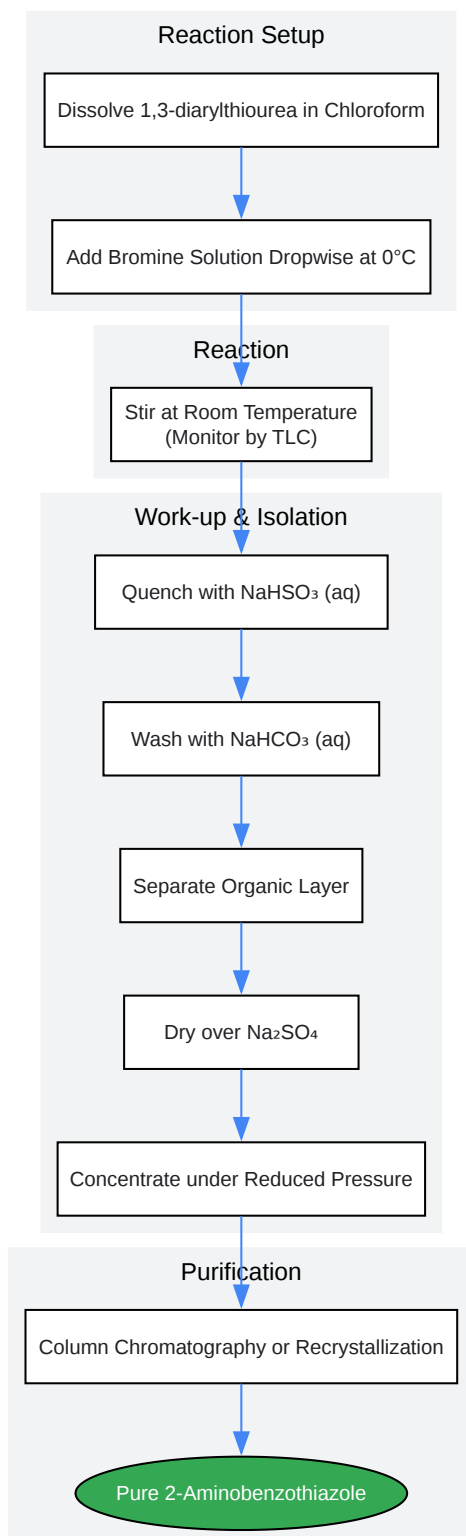 Reaction Setup
Dissolve 1,3-diarylthiourea in Chloroform
Add Bromine Solution Dropwise at 0°C
Reaction
Stir at Room Temperature
(Monitor by TLC)
Work-up & Isolation
Quench with NaHSO₃ (aq)
Wash with NaHCO₃ (aq)
Separate Organic Layer
Dry over Na₂SO₄
Concentrate under Reduced Pressure
Purification
Column Chromatography or Recrystallization
Pure 2-Aminobenzothiazole